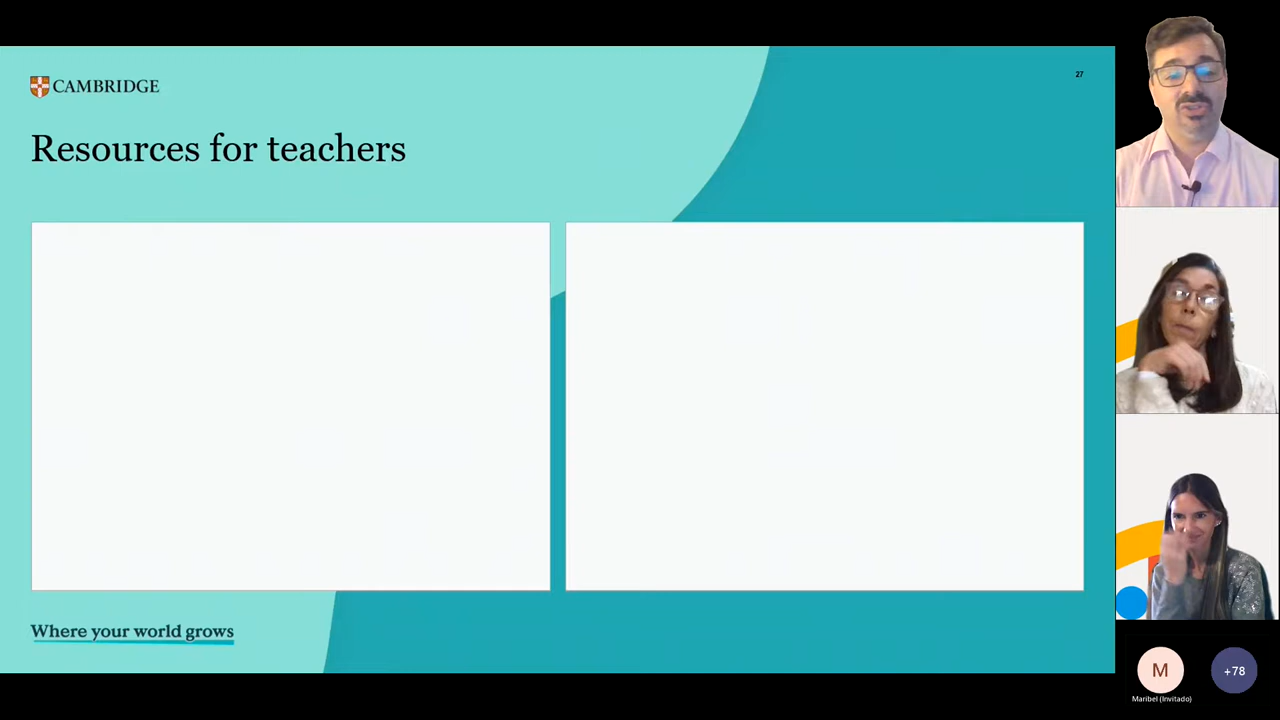 CAMBRIDGE
27
Resources for teachers
Where your world grows
M
+78
Maribel (Invitado)